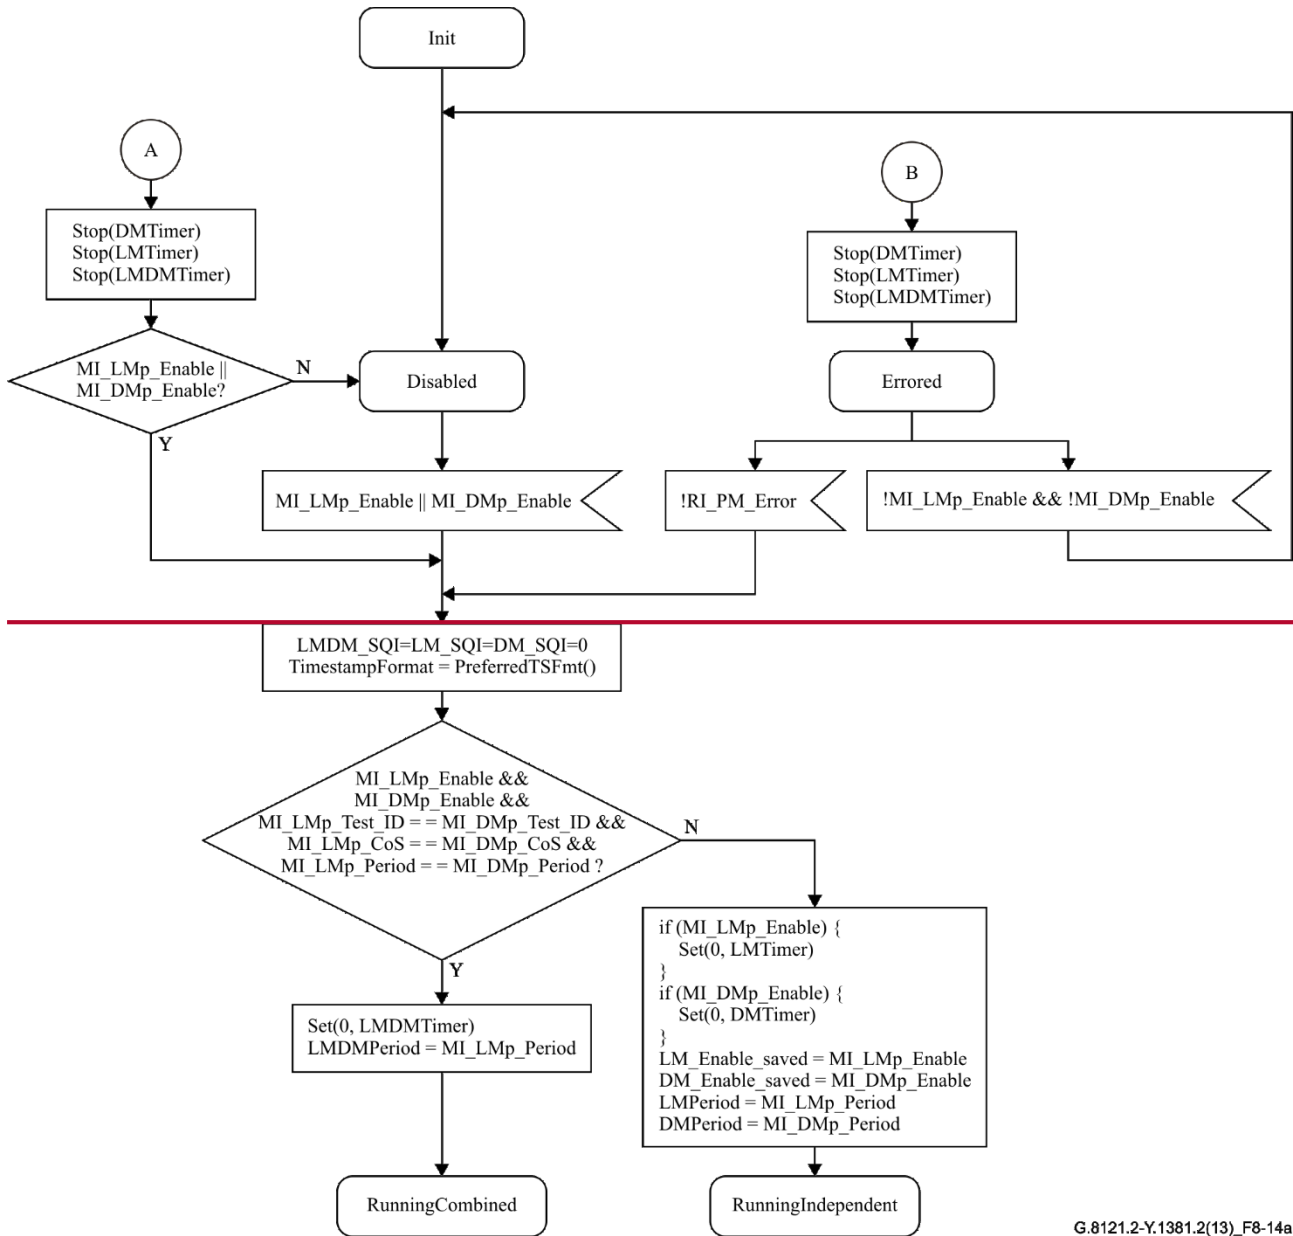 Init
A
Stop(DMTimer)
Stop(LMTimer)
Stop(LMDMTimer)
B
Stop(DMTimer)
Stop(LMTimer)
Stop(LMDMTimer)
MI_LMp_Enable ||
MI_DMp_Enable?
N
Y
Disabled
Errored
MI_LMp_Enable || MI_DMp_Enable
!RI_PM_Error
!MI_LMp_Enable && !MI_DMp_Enable
LMDM_SQI=LM_SQI=DM_SQI=0
TimestampFormat = PreferredTSFmt()
MI_LMp_Enable &&
MI_DMp_Enable &&
MI_LMp_Test_ID = = MI_DMp_Test_ID &&
MI_LMp_CoS = = MI_DMp_CoS &&
MI_LMp_Period = = MI_DMp_Period ?
N
Y
Set(0, LMDMTimer)
LMDMPeriod = MI_LMp_Period
if (MI_LMp_Enable) {
Set(0, LMTimer)
}
if (MI_DMp_Enable) {
Set(0, DMTimer)
}
LM_Enable_saved = MI_LMp_Enable
DM_Enable_saved = MI_DMp_Enable
LMPeriod = MI_LMp_Period
DMPeriod = MI_DMp_Period
RunningCombined
RunningIndependent
G.8121.2-Y.1381.2(13)_F8-14a